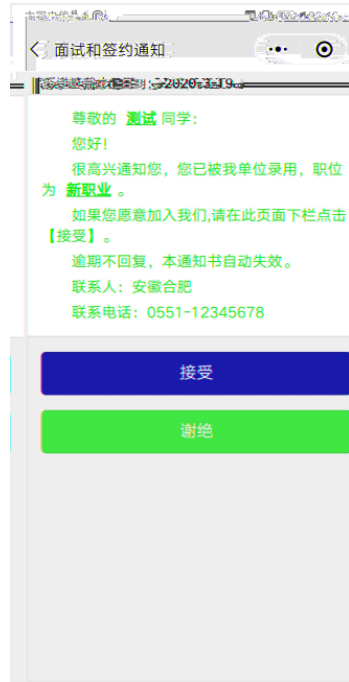 面试和签约通知
2020-3-19
尊敬的 测试 同学：
您好!
很高兴通知您，您已被我单位录用，职位
为 新职业 。
如果您愿意加入我们,请在此页面下栏点击
【接受】。
逾期不回复，本通知书自动失效。
联系人：安徽合肥
联系电话：0551-12345678
接受
谢绝